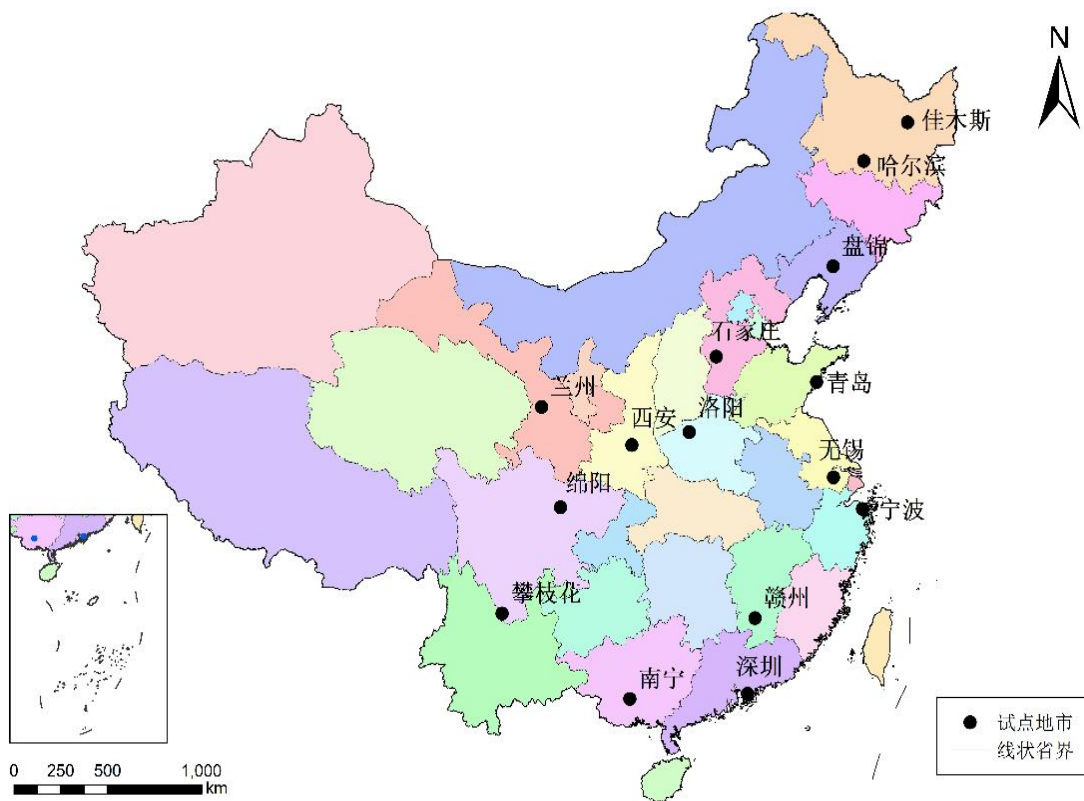 N
佳木斯
哈尔滨
盘锦
石家庄
青岛
兰州
洛阳
西安
无锡
绵阳
宁波
攀枝花
赣州
深圳
南宁
试点地市
线状省界
0 250 500 1,000
km